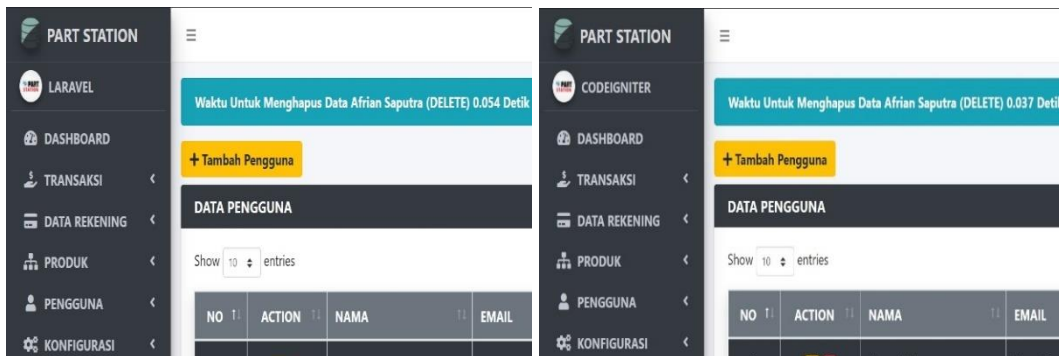 PART STATION
LARAVEL
Waktu Untuk Menghapus Data Afrian Saputra (DELETE) 0.054 Detik
DASHBOARD
+ Tambah Pengguna
TRANSAKSI
DATA REKENING
DATA PENGGUNA
PRODUK
Show 10 entries
PENGGUNA
NO ACTION NAMA EMAIL
KONFIGURASI
PART STATION
CODEIGNITER
Waktu Untuk Menghapus Data Afrian Saputra (DELETE) 0.037 Deti
DASHBOARD
+ Tambah Pengguna
TRANSAKSI
DATA REKENING
DATA PENGGUNA
PRODUK
Show 10 entries
PENGGUNA
NO ACTION NAMA EMAIL
KONFIGURASI